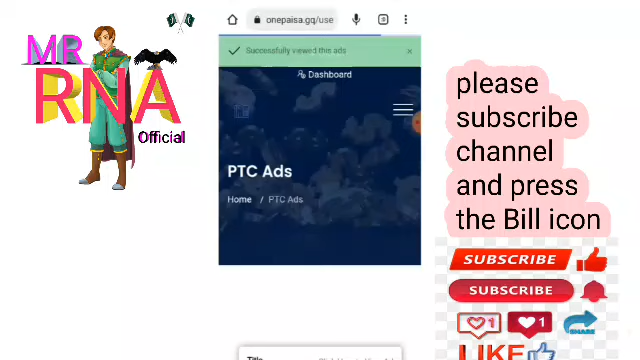 MR
RNA
Official
onepaisa.gq/use
Successfully viewed this ads
Dashboard
PTC Ads
Home / PTC Ads
Title
please
subscribe
channel
and press
the Bill icon
SUBSCRIBE
SUBSCRIBE
1
1
SHARE
LIKE